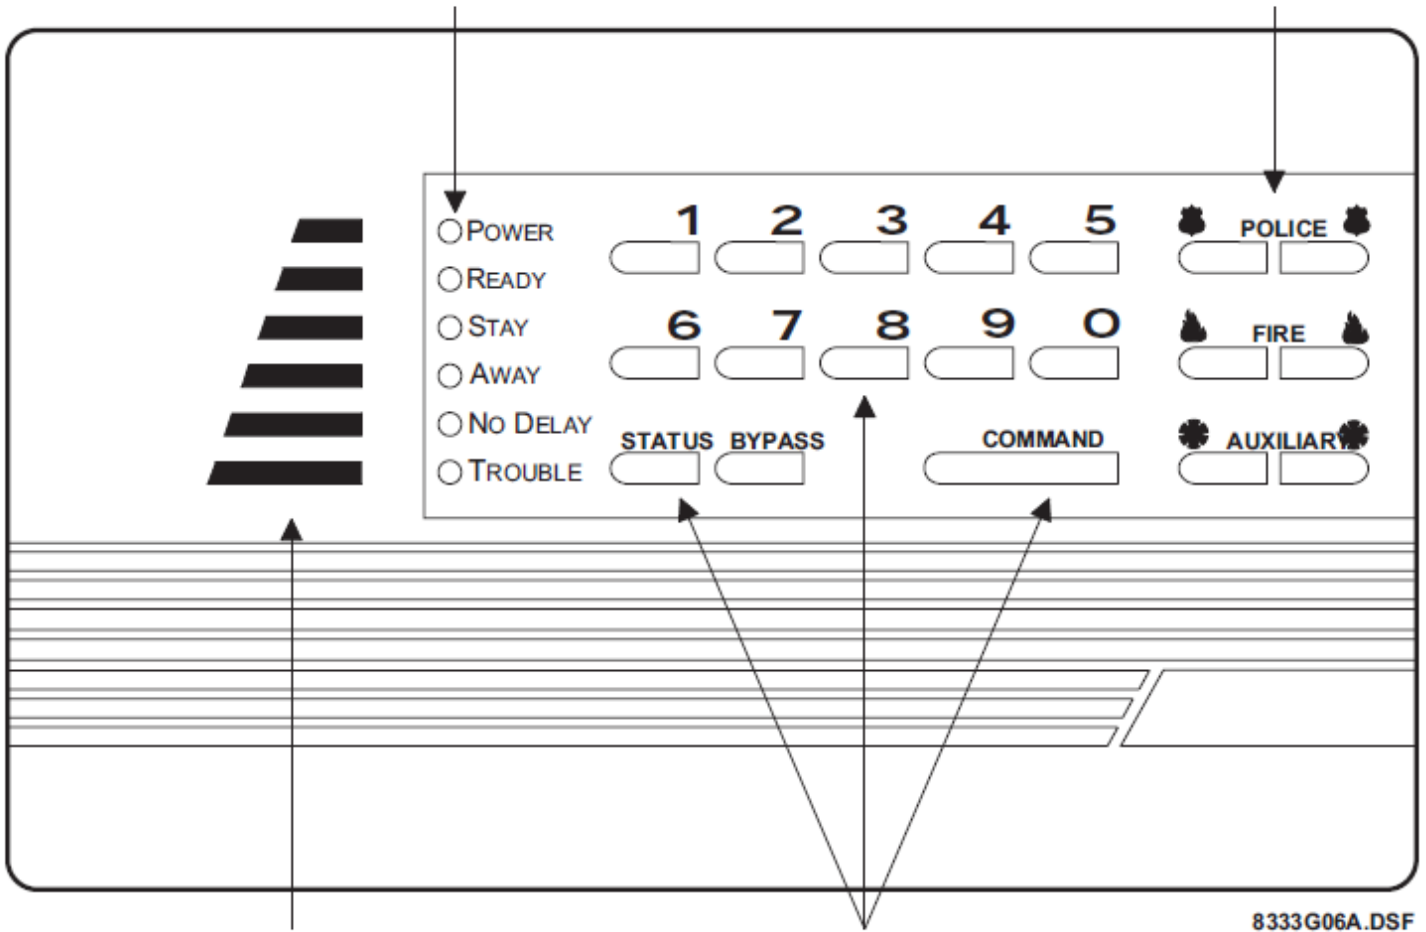 POWER
READY
STAY
AWAY
NO DELAY
TROUBLE
1 2 3 4 5
6 7 8 9 0
STATUS BYPASS COMMAND
POLICE
FIRE
AUXILIARY
8333G06A.DSF